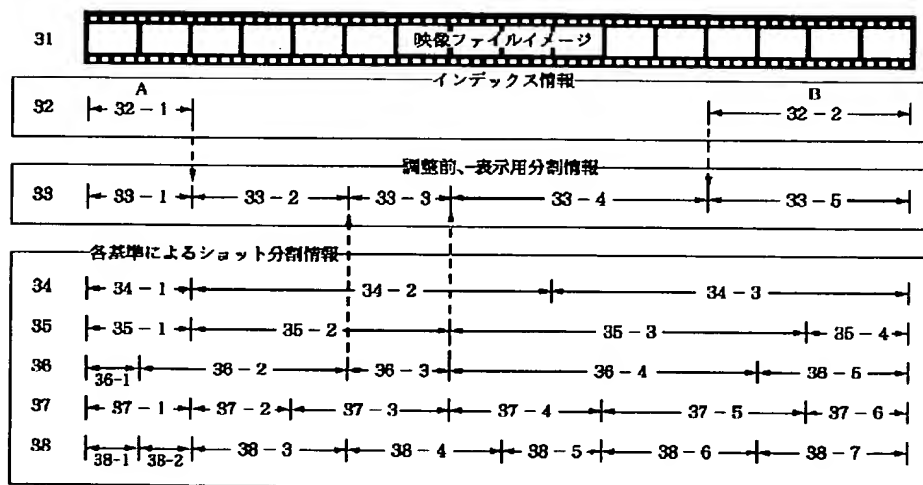 31 映像ファイルイメージ
インデックス情報
A B
32 32－1 32－2
調整前、表示用分割情報
33 33－1 33－2 33－3 33－4 33－5
各基準によるショット分割情報
34 34－1 34－2 34－3
35 35－1 35－2 35－3 35－4
36 36-1 36－2 36－3 36－4 36－5
37 37－1 37－2 37－3 37－4 37－5 37－6
38 38-1 38-2 38－3 38－4 38－5 38－6 38－7